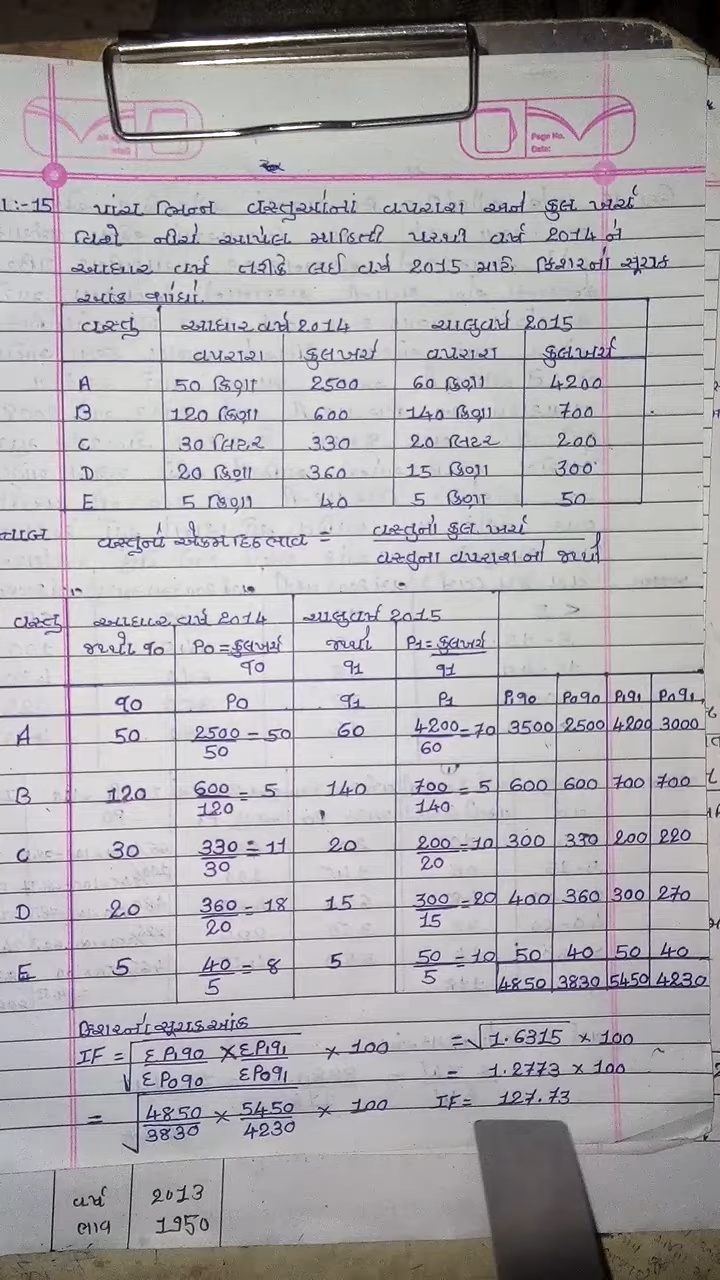 1:-15 પાંચ ભિન્ન વસ્તુઓનાં વપરાશ અને કુલ ખર્ચ
વિશે નીચે આપેલ માહિતી પરથી વર્ષ 2014 ને
આધાર વર્ષ તરીકે લઈ વર્ષ 2015 માટે ફિશરનો સૂચક
આંક શોધો.
વસ્તુ આધાર વર્ષ 2014 ચાલુવર્ષ 2015
વપરાશ કુલખર્ચ વપરાશ કુલખર્ચ
A 50 કિગ્રા 2500 60 કિગ્રા 4200
B 120 કિગ્રા 600 140 કિગ્રા 700
C 30 લિટર 330 20 લિટર 200
D 20 કિગ્રા 360 15 કિગ્રા 300
E 5 કિગ્રા 40 5 કિગ્રા 50
વસ્તુનો એકમદિઠ ભાવ = વસ્તુનો કુલ ખર્ચ
વસ્તુના વપરાશ નો જથ્થો
વસ્તુ આધાર વર્ષ 2014 ચાલુવર્ષ 2015
જથ્થો q0 P0 = કુલખર્ચ જથ્થો P1 = કુલખર્ચ
q0 q1 q1
q0 P0 q1 P1 P1q0 P0q0 P1q1 P0q1
A 50 2500/50 = 50 60 4200/60 = 70 3500 2500 4200 3000
B 120 600/120 = 5 140 700/140 = 5 600 600 700 700
C 30 330/30 = 11 20 200/20 = 10 300 330 200 220
D 20 360/20 = 18 15 300/15 = 20 400 360 300 270
E 5 40/5 = 8 5 50/5 = 10 50 40 50 40
4850 3830 5450 4230
ફિશરનો સૂચકઆંક
IF = √(ΣP1q0/ΣP0q0 × ΣP1q1/ΣP0q1) × 100 = √1.6315 × 100
= 1.2773 × 100
= √(4850/3830 × 5450/4230) × 100 IF = 127.73
વર્ષ 2013
ભાવ 1950
Page No.
Date: